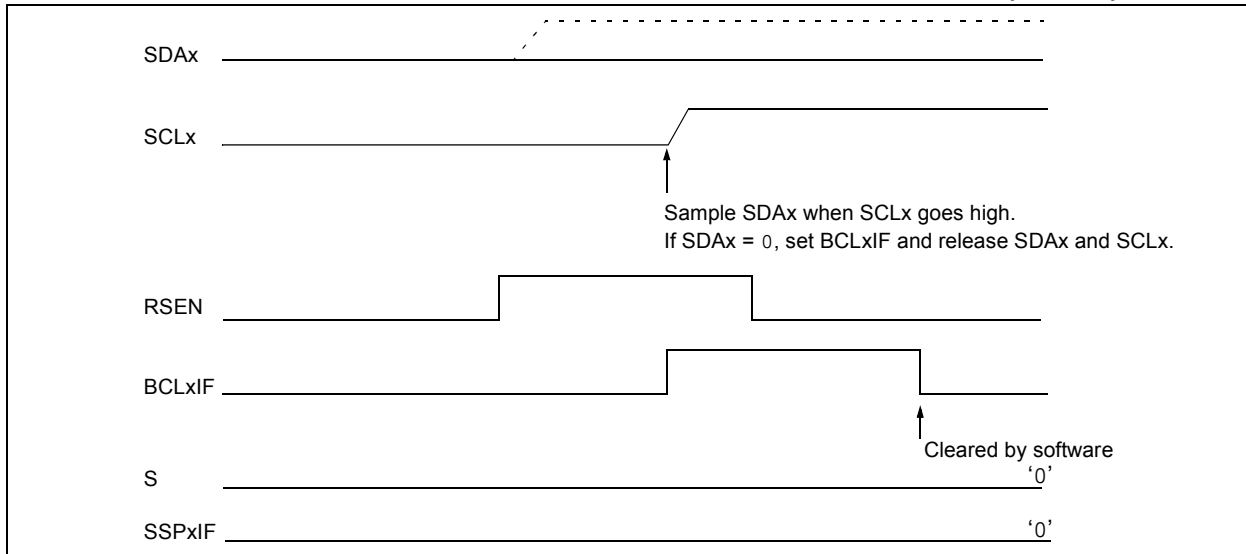 SDAx
SCLx
Sample SDAx when SCLx goes high.
If SDAx = 0, set BCLxIF and release SDAx and SCLx.
RSEN
BCLxIF
Cleared by software
S
‘0’
SSPxIF
‘0’